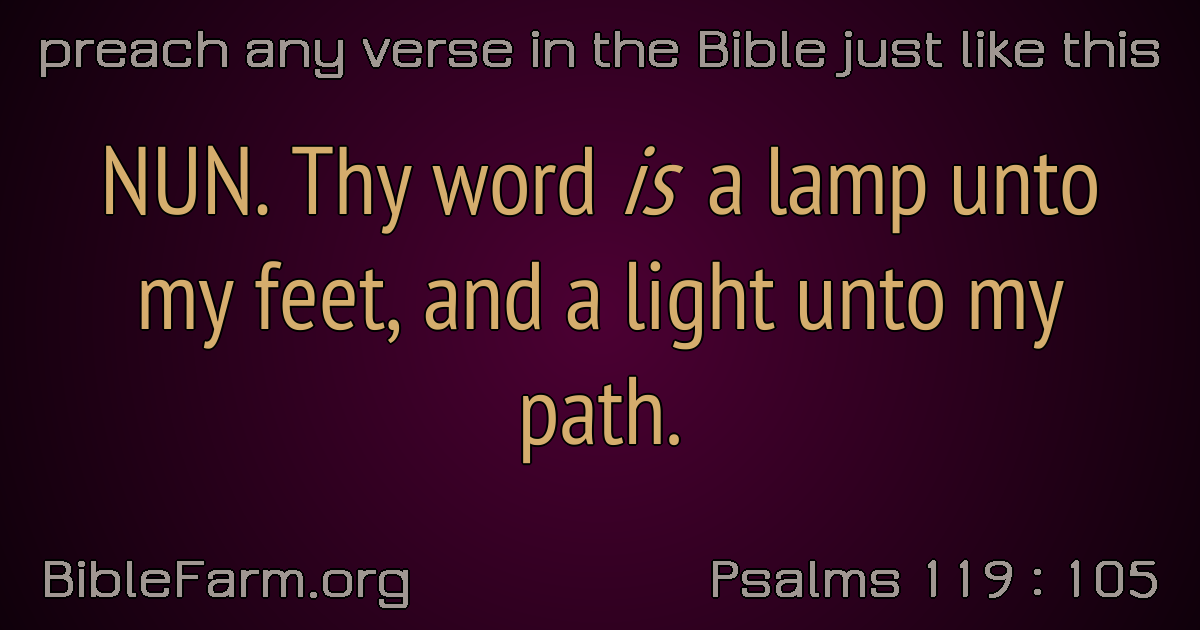 preach any verse in the Bible just like this
NUN. Thy word is a lamp unto
my feet, and a light unto my
path.
BibleFarm.org
Psalms 119 : 105